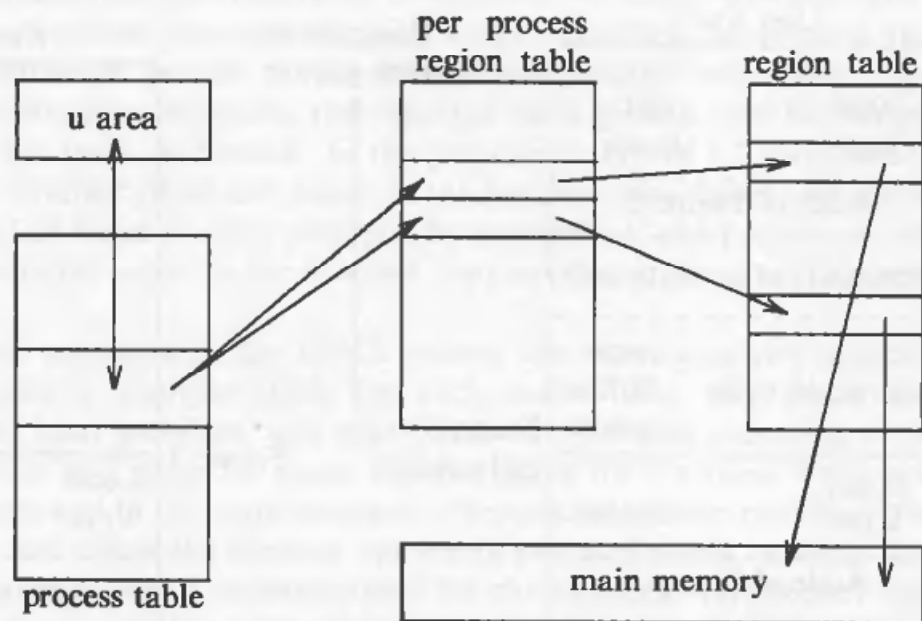 per process
region table
region table
u area
process table
main memory